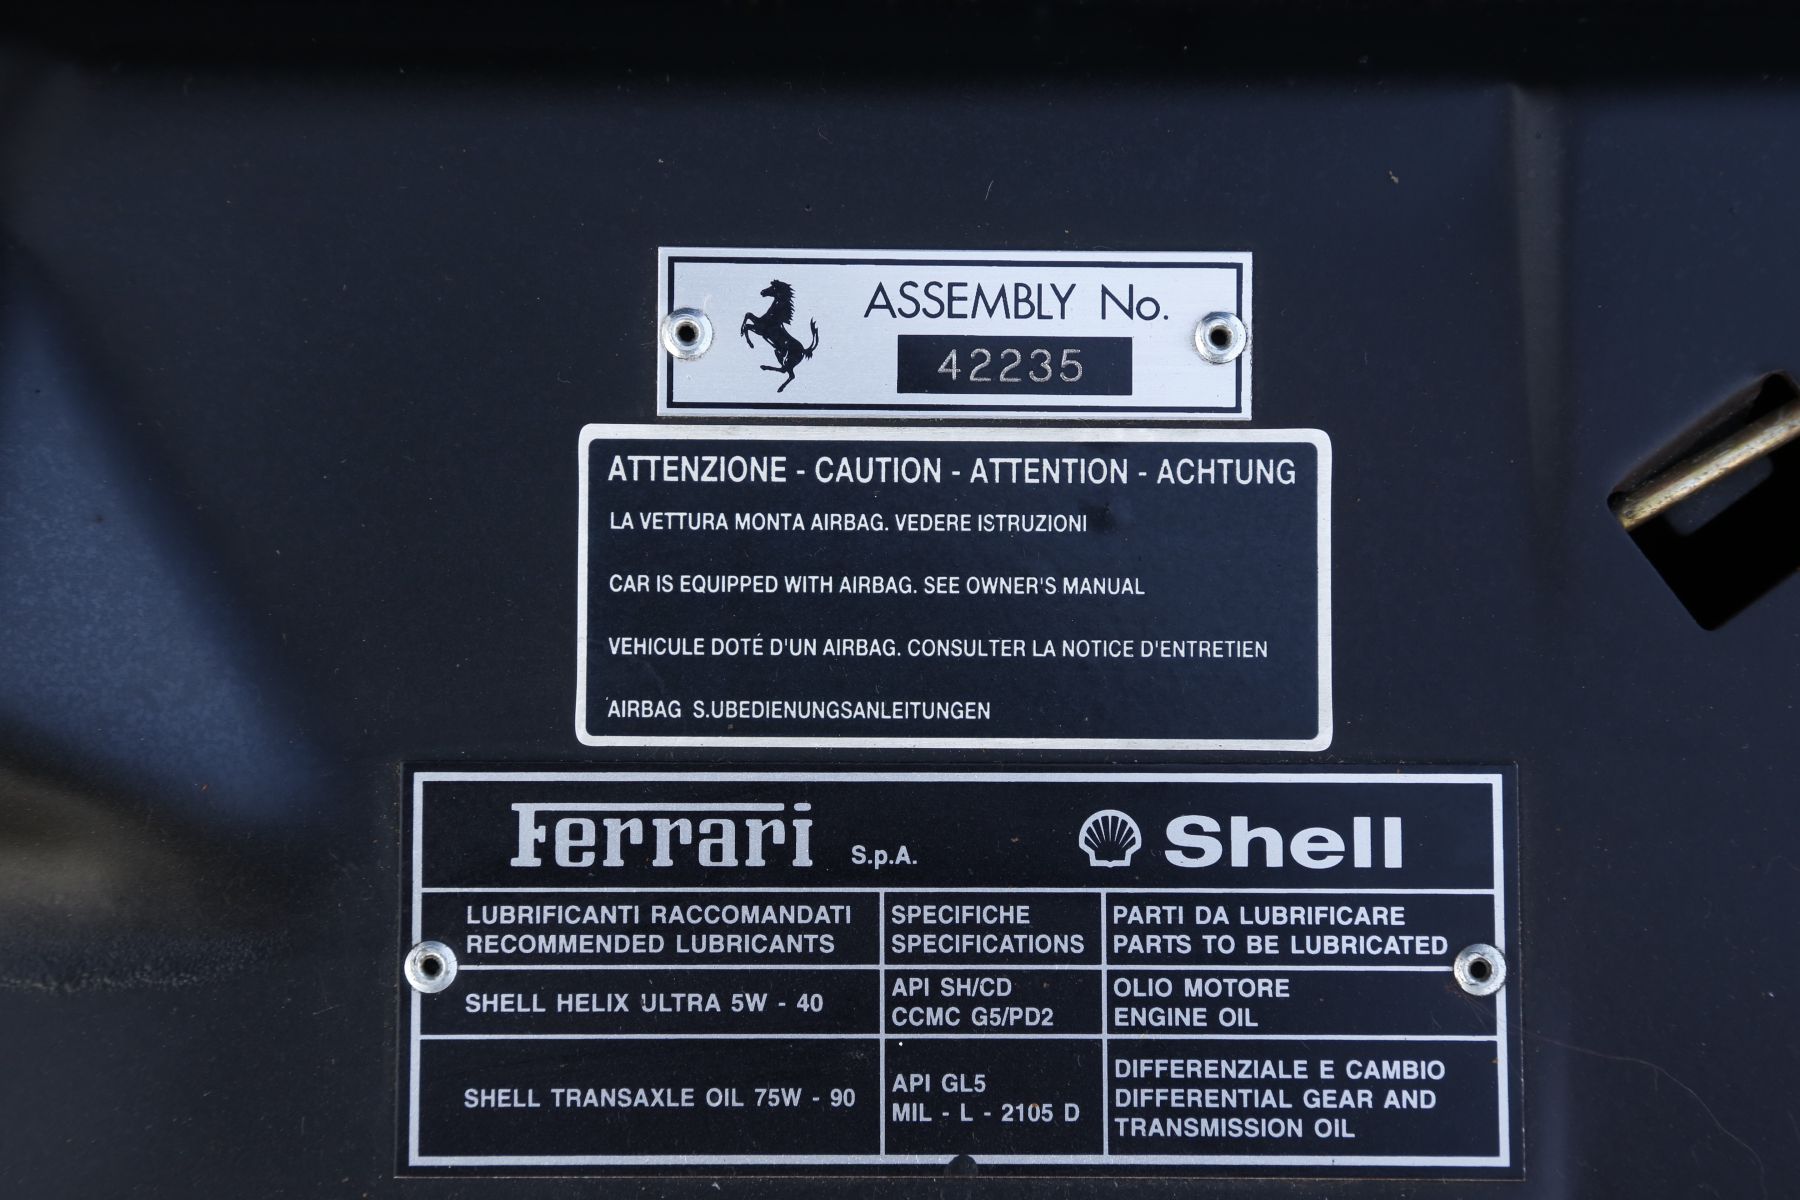 ASSEMBLY No.
42235
ATTENZIONE - CAUTION - ATTENTION - ACHTUNG
LA VETTURA MONTA AIRBAG. VEDERE ISTRUZIONI
CAR IS EQUIPPED WITH AIRBAG. SEE OWNER'S MANUAL
VEHICULE DOTÉ D'UN AIRBAG. CONSULTER LA NOTICE D'ENTRETIEN
AIRBAG S.UBEDIENUNGSANLEITUNGEN
Ferrari S.p.A. Shell
LUBRIFICANTI RACCOMANDATI
RECOMMENDED LUBRICANTS
SPECIFICHE
SPECIFICATIONS
PARTI DA LUBRIFICARE
PARTS TO BE LUBRICATED
SHELL HELIX ULTRA 5W - 40
API SH/CD
CCMC G5/PD2
OLIO MOTORE
ENGINE OIL
SHELL TRANSAXLE OIL 75W - 90
API GL5
MIL - L - 2105 D
DIFFERENZIALE E CAMBIO
DIFFERENTIAL GEAR AND
TRANSMISSION OIL